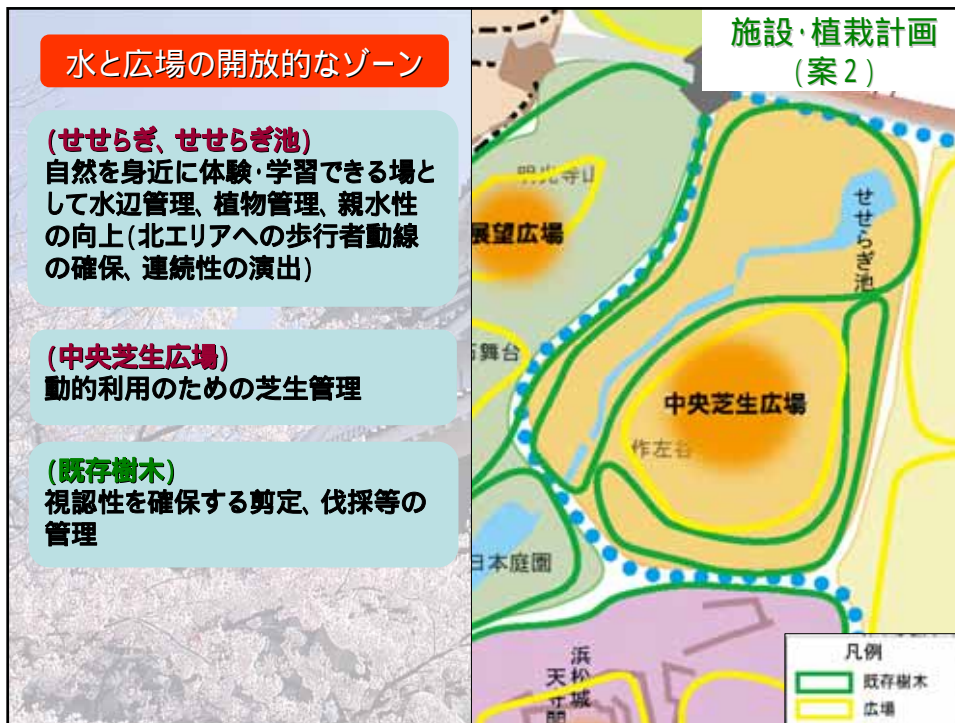 水と広場の開放的なゾーン
(せせらぎ、せせらぎ池)
自然を身近に体験・学習できる場と
して水辺管理、植物管理、親水性
の向上(北エリアへの歩行者動線
の確保、連続性の演出)
(中央芝生広場)
動的利用のための芝生管理
(既存樹木)
視認性を確保する剪定、伐採等の
管理
施設・植栽計画
(案2)
明光寺山
展望広場
せせらぎ池
舞台
中央芝生広場
作左谷
日本庭園
浜松城
凡例
既存樹木
広場